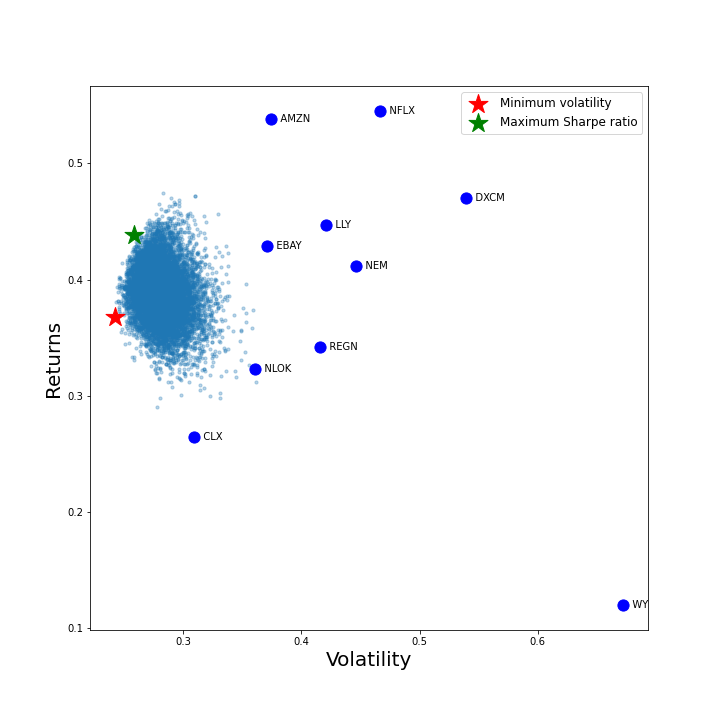 Minimum volatility
Maximum Sharpe ratio
AMZN
NFLX
DXCM
LLY
EBAY
NEM
REGN
NLOK
CLX
WY
0.5
0.4
0.3
0.2
0.1
Returns
0.3
0.4
0.5
0.6
Volatility